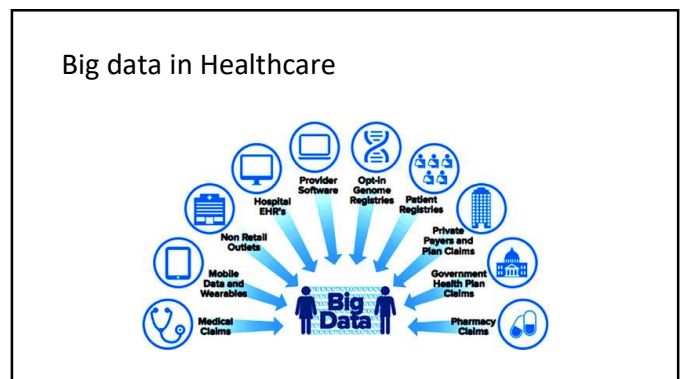 Big data in Healthcare
Provider
Software
Opt-in
Genome
Registries
Hospital
EHR's
Patient
Registries
Non Retail
Outlets
Private
Payers and
Plan Claims
Mobile
Data and
Wearables
Government
Health Plan
Claims
Medical
Claims
Big
Data
Pharmacy
Claims